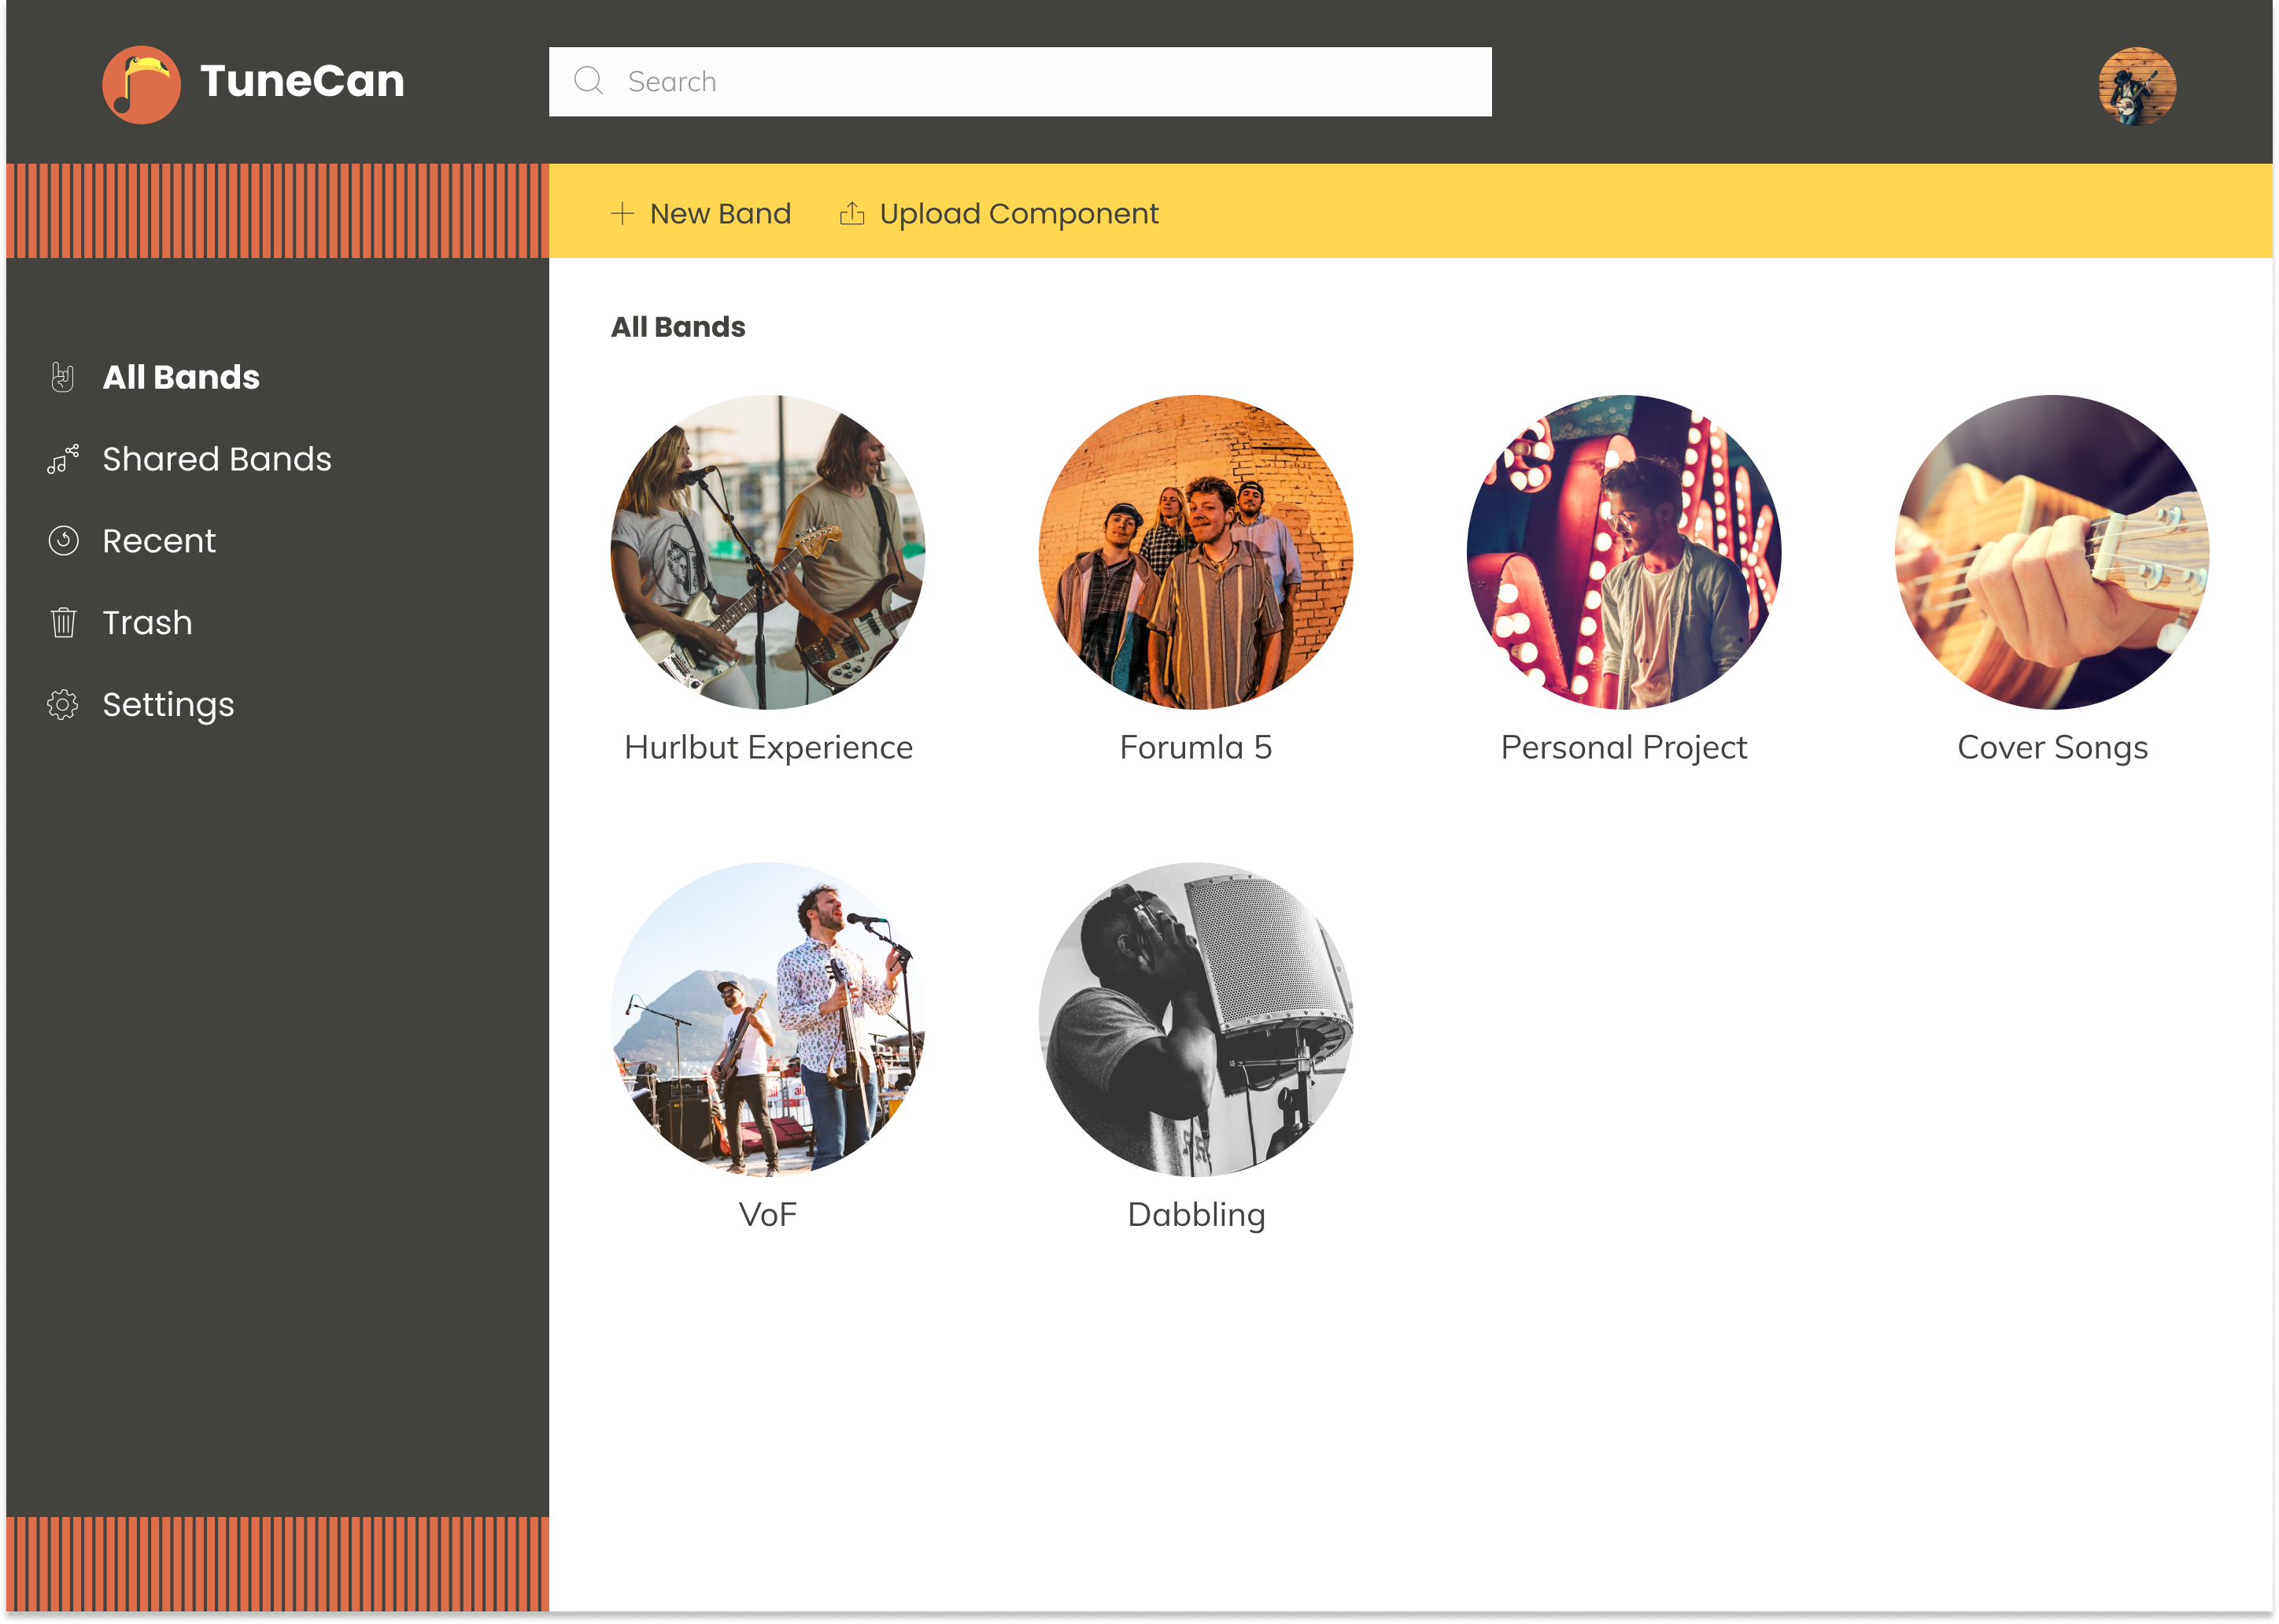 TuneCan
Search
New Band
Upload Component
All Bands
All Bands
Shared Bands
Recent
Trash
Settings
Hurlbut Experience
Forumla 5
Personal Project
Cover Songs
VoF
Dabbling